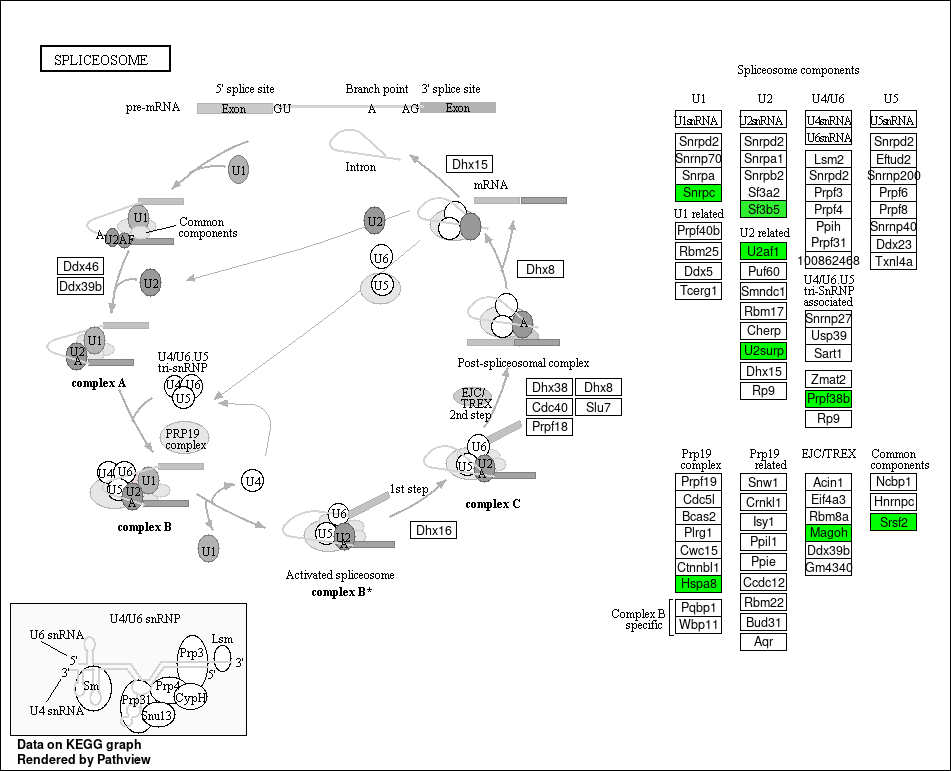 SPLICEOSOME
5' splice site
Branch point
3' splice site
pre-mRNA
Exon
GU
A
AG
Exon
Intron
Dhx15
mRNA
U1
U1
A
U2AF
Common
components
U2
U6
U5
Ddx46
Ddx39b
U2
Dhx8
U1
U2
A
complex A
U4/U6.U5
tri-snRNP
U4
U6
U5
PRP19
complex
A
Post-spliceosomal complex
EJC/
TREX
2nd step
Dhx38
Dhx8
Cdc40
Slu7
Prpf18
U4
U6
U5
U2
A
U1
complex B
U4
U1
U6
U5
U2
A
complex C
1st step
U6
U5
U2
A
Dhx16
Activated spliceosome
complex B*
U4/U6 snRNP
U6 snRNA
5'
3'
U4 snRNA
Sm
Prp31
Prp4
Snu13
CypH
Prp3
Lsm
3'
5'
Data on KEGG graph
Rendered by Pathview
Spliceosome components
U1
U1snRNA
Snrpd2
Snrnp70
Snrpa
Snrpc
U1 related
Prpf40b
Rbm25
Ddx5
Tcerg1
U2
U2snRNA
Snrpd2
Snrpa1
Snrpb2
Sf3a2
Sf3b5
U2 related
U2af1
Puf60
Smndc1
Rbm17
Cherp
U2surp
Dhx15
Rp9
U4/U6
U4snRNA
U6snRNA
Lsm2
Snrpd2
Prpf3
Prpf4
Ppih
Prpf31
100862468
U4/U6.U5
tri-SnRNP
associated
Snrnp27
Usp39
Sart1
Zmat2
Prpf38b
Rp9
U5
U5snRNA
Snrpd2
Eftud2
Snrnp200
Prpf6
Prpf8
Snrnp40
Ddx23
Txnl4a
Prp19
complex
Prpf19
Cdc5l
Bcas2
Plrg1
Cwc15
Ctnnbl1
Hspa8
Complex B
specific
Pqbp1
Wbp11
Prp19
related
Snw1
Crnkl1
Isy1
Ppil1
Ppie
Ccdc12
Rbm22
Bud31
Aqr
EJC/TREX
Acin1
Eif4a3
Rbm8a
Magoh
Ddx39b
Gm4340
Common
components
Ncbp1
Hnrnpc
Srsf2